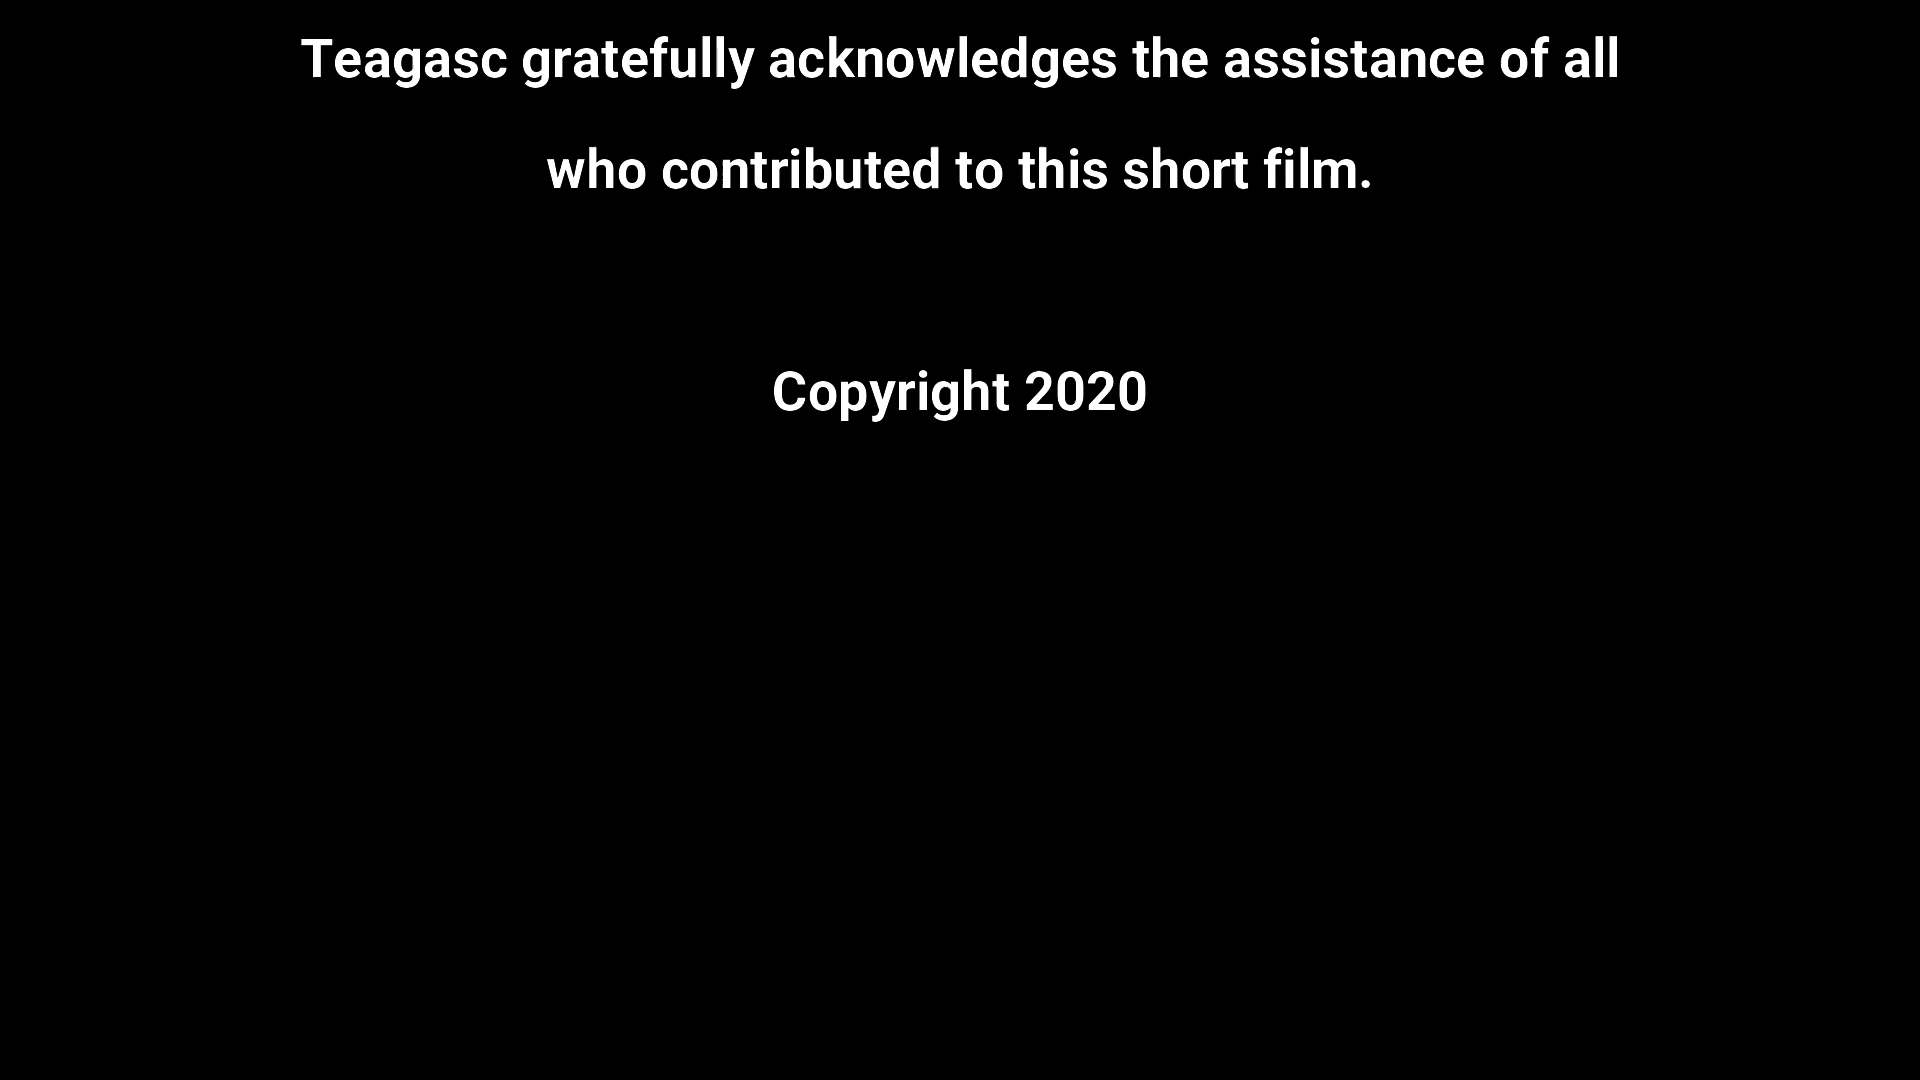 Teagasc gratefully acknowledges the assistance of all
who contributed to this short film.
Copyright 2020